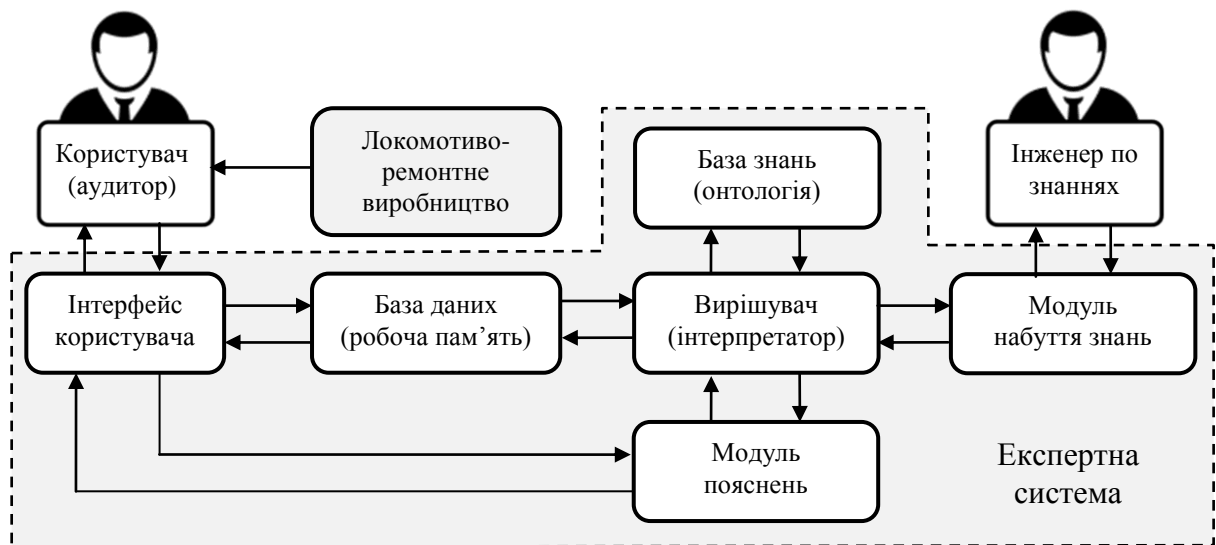 Користувач
(аудитор)
Локомотиво-
ремонтне
виробництво
База знань
(онтологія)
Інженер по
знаннях
Інтерфейс
користувача
База даних
(робоча пам’ять)
Вирішувач
(інтерпретатор)
Модуль
набуття знань
Модуль
пояснень
Експертна
система